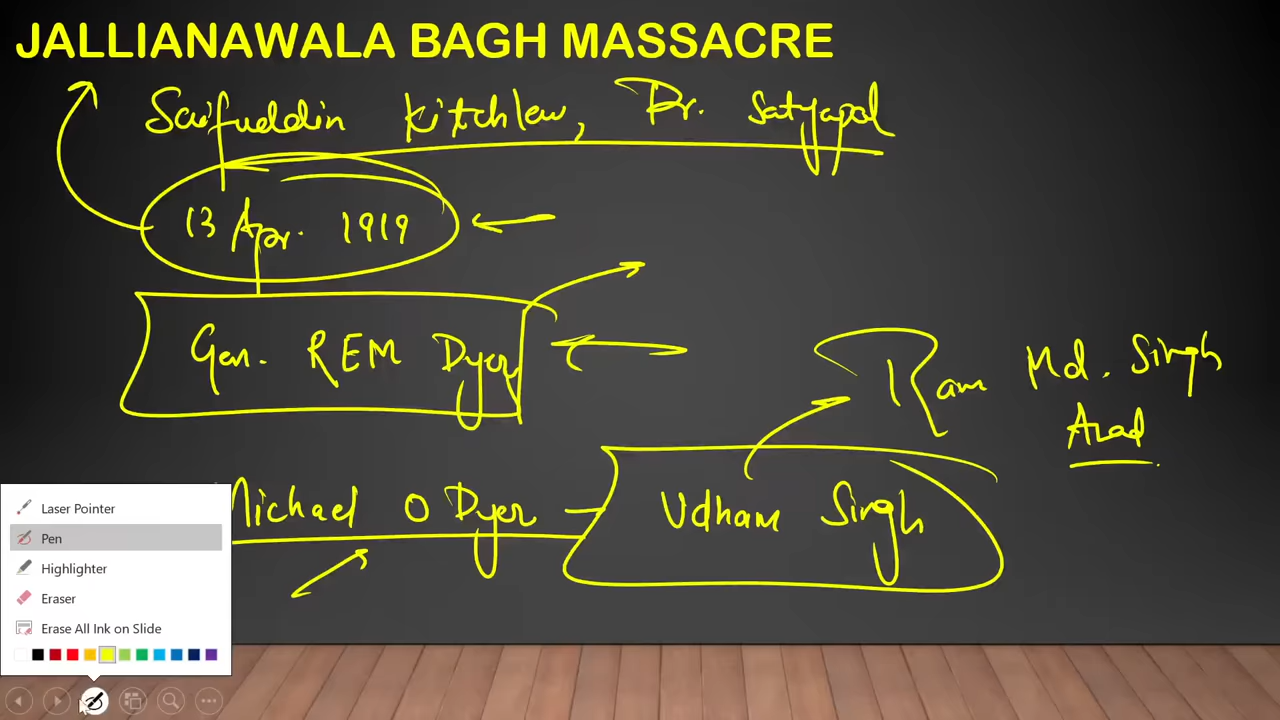 JALLIANAWALA BAGH MASSACRE
Saifuddin Kitchlew, Dr. Satyapal
13 Apr. 1919
Gen. REM Dyer
Ram Md. Singh
Azad
Michael O Dyer - Udham Singh
Laser Pointer
Pen
Highlighter
Eraser
Erase All Ink on Slide